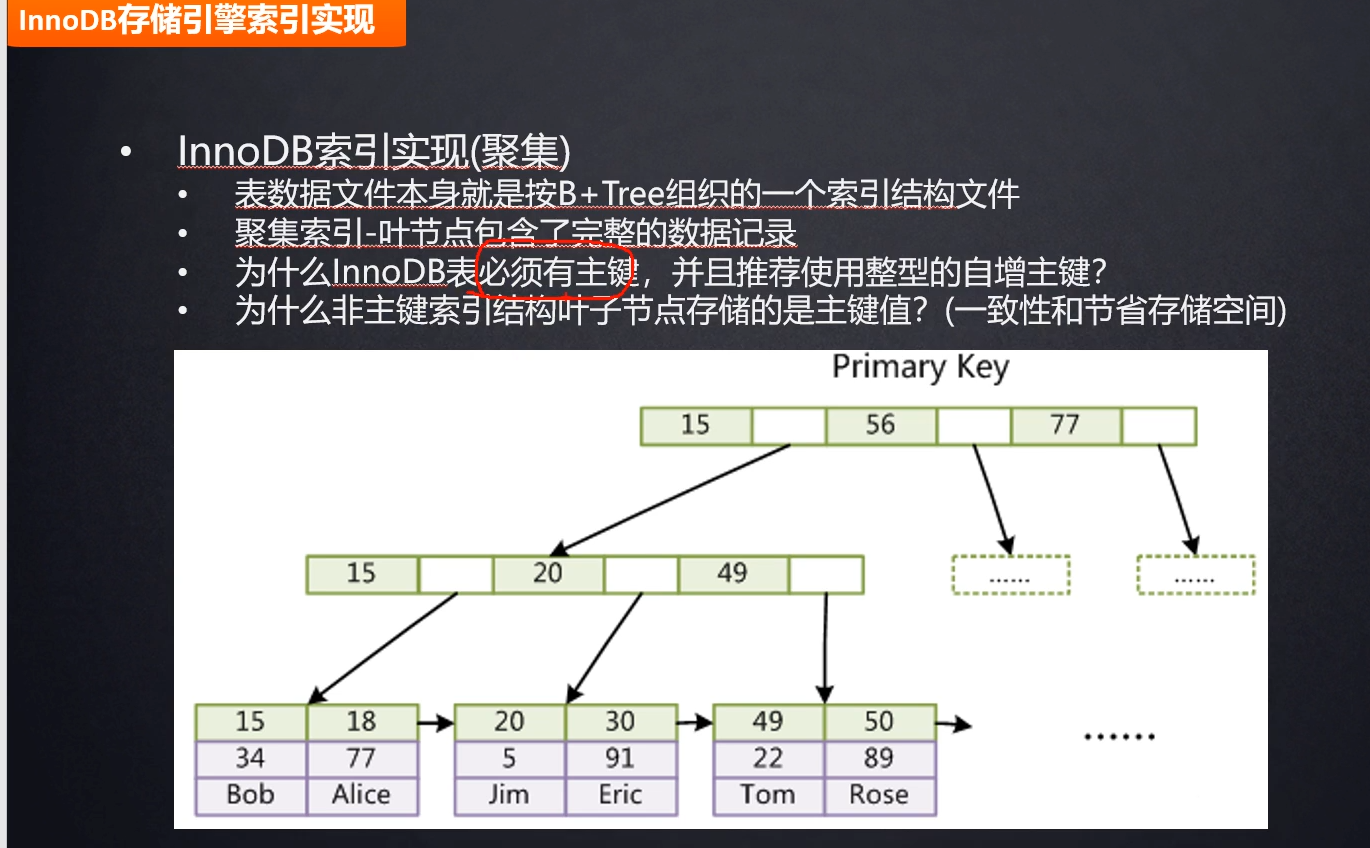 InnoDB存储引擎索引实现
• InnoDB索引实现(聚集)
• 表数据文件本身就是按B+Tree组织的一个索引结构文件
• 聚集索引-叶节点包含了完整的数据记录
• 为什么InnoDB表必须有主键，并且推荐使用整型的自增主键？
• 为什么非主键索引结构叶子节点存储的是主键值？(一致性和节省存储空间)
Primary Key
15 56 77
15 20 49 ...... ......
15 18 20 30 49 50
34 77 5 91 22 89 ......
Bob Alice Jim Eric Tom Rose